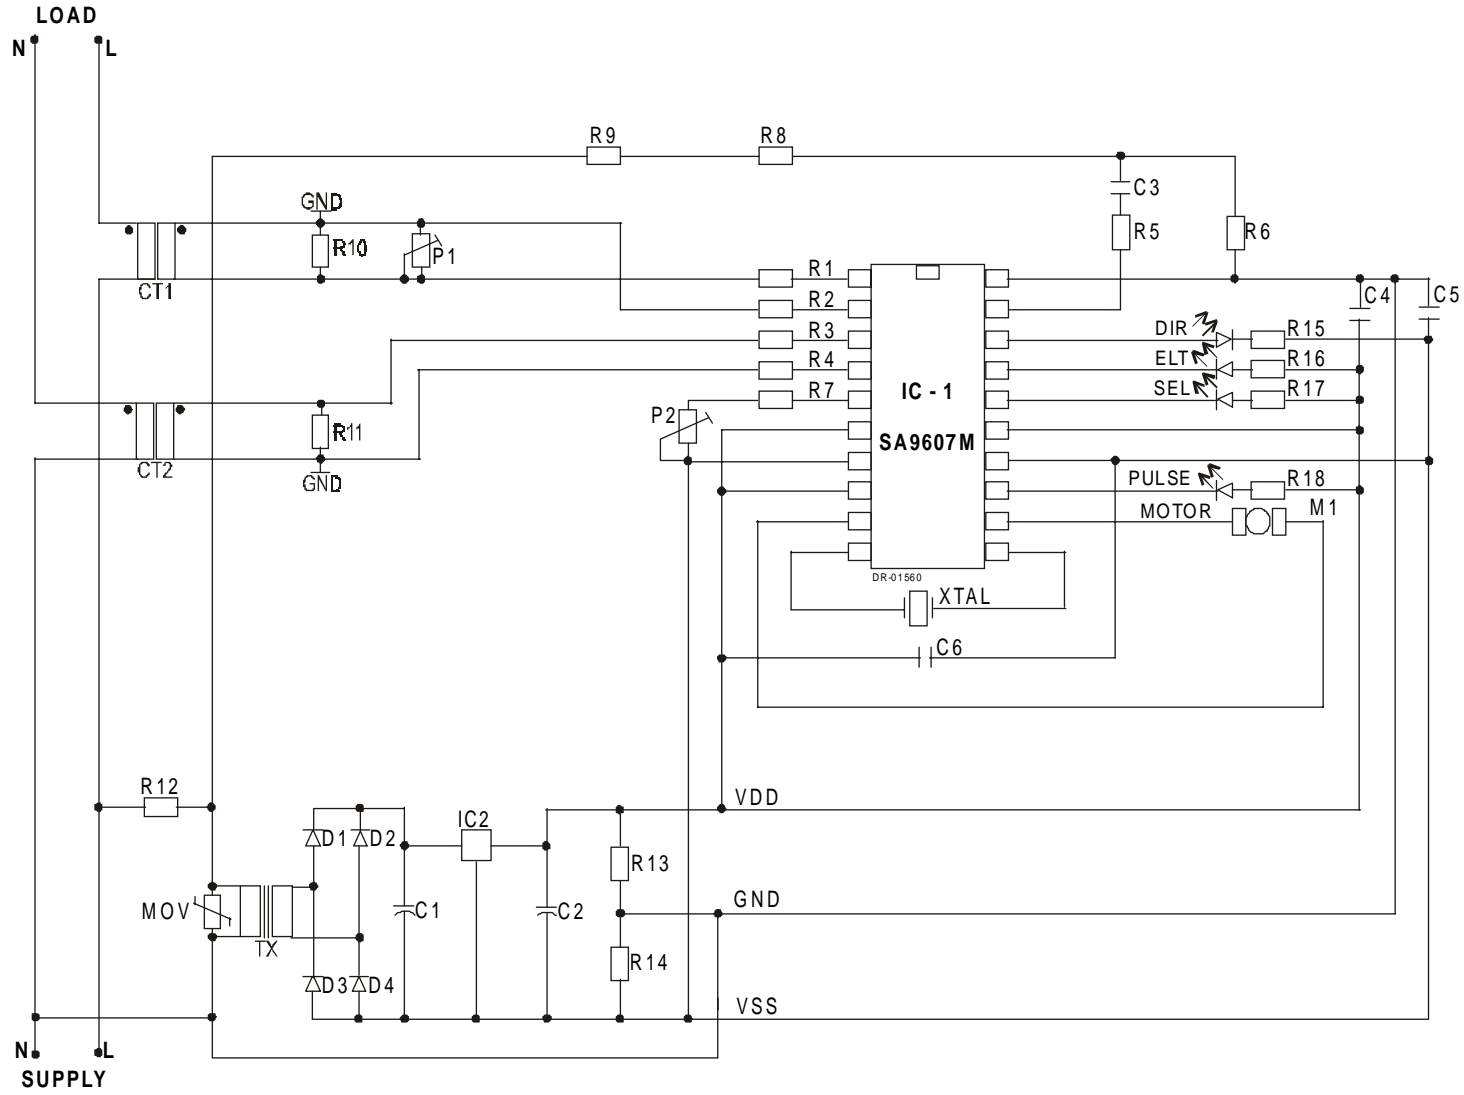 LOAD
N
L
R9
R8
C3
GND
R10
P1
R5
R6
CT1
R1
C4
C5
R2
DIR
R15
R3
ELT
R16
R4
IC - 1
SEL
R17
R7
P2
R11
SA9607M
CT2
GND
PULSE
R18
MOTOR
M1
DR-01560
XTAL
C6
R12
VDD
IC2
D1
D2
R13
MOV
C1
C2
GND
TX
R14
D3
D4
VSS
N
L
SUPPLY